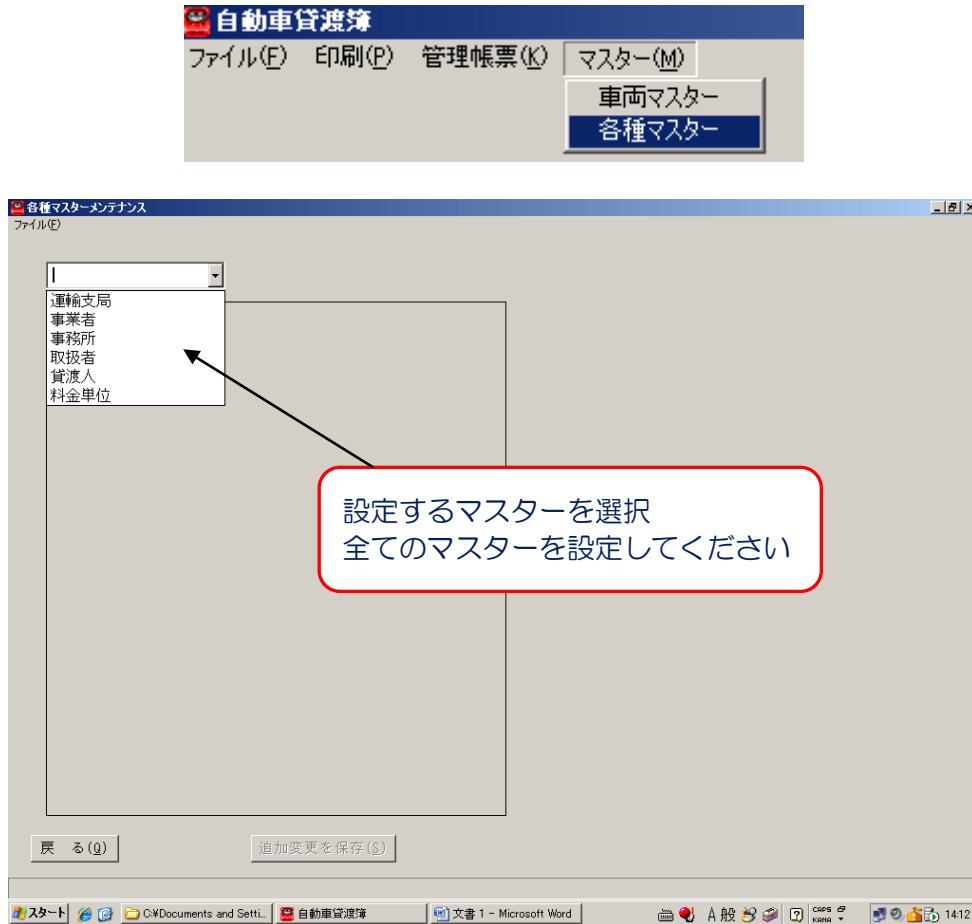 自動車貸渡簿
ファイル(F) 印刷(P) 管理帳票(K) マスター(M)
車両マスター
各種マスター
各種マスターメンテナンス
ファイル(F)
運輸支局
事業者
事務所
取扱者
貸渡人
料金単位
設定するマスターを選択
全てのマスターを設定してください
戻 る(Q) 追加変更を保存(S)
スタート C:¥Documents and Setti... 自動車貸渡簿 文書 1 - Microsoft Word A 般 CAPS KANA 14:12